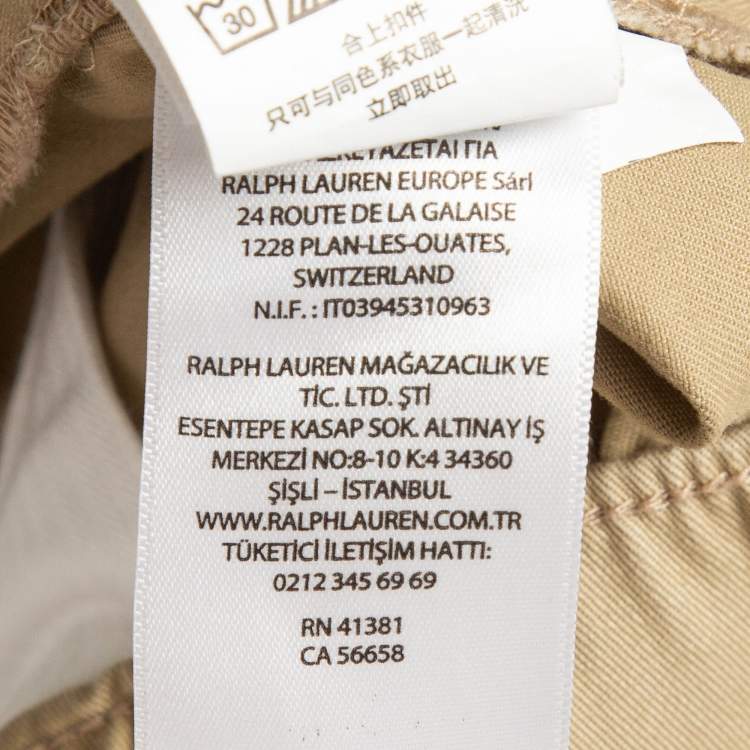 30
合上扣件
只可与同色系衣服一起清洗
立即取出
RALPH LAUREN EUROPE Sárl
24 ROUTE DE LA GALAISE
1228 PLAN-LES-OUATES,
SWITZERLAND
N.I.F. : IT03945310963
RALPH LAUREN MAĞAZACILIK VE
TİC. LTD. ŞTİ
ESENTEPE KASAP SOK. ALTINAY İŞ
MERKEZİ NO:8-10 K:4 34360
ŞİŞLİ – İSTANBUL
WWW.RALPHLAUREN.COM.TR
TÜKETİCİ İLETİŞİM HATTI:
0212 345 69 69
RN 41381
CA 56658